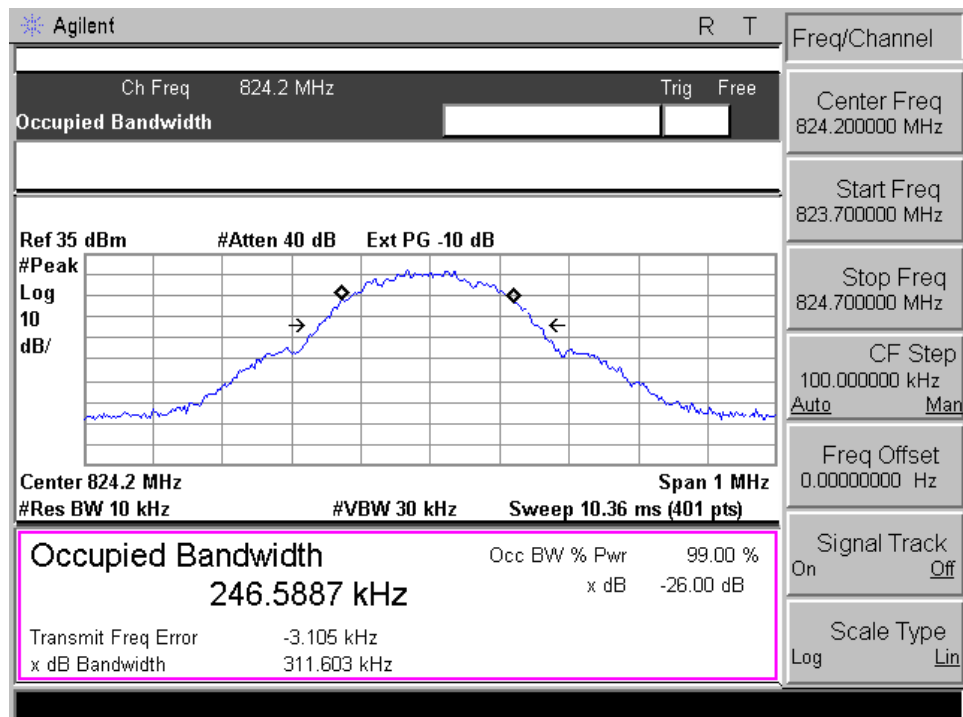 Agilent R T
Freq/Channel
Ch Freq 824.2 MHz Trig Free
Occupied Bandwidth
Center Freq
824.200000 MHz
Start Freq
823.700000 MHz
Ref 35 dBm #Atten 40 dB Ext PG -10 dB
#Peak
Log
10
dB/
Stop Freq
824.700000 MHz
CF Step
100.000000 kHz
Auto Man
Center 824.2 MHz Span 1 MHz
#Res BW 10 kHz #VBW 30 kHz Sweep 10.36 ms (401 pts)
Freq Offset
0.00000000 Hz
Occupied Bandwidth
246.5887 kHz
Occ BW % Pwr 99.00 %
x dB -26.00 dB
Transmit Freq Error -3.105 kHz
x dB Bandwidth 311.603 kHz
Signal Track
On Off
Scale Type
Log Lin